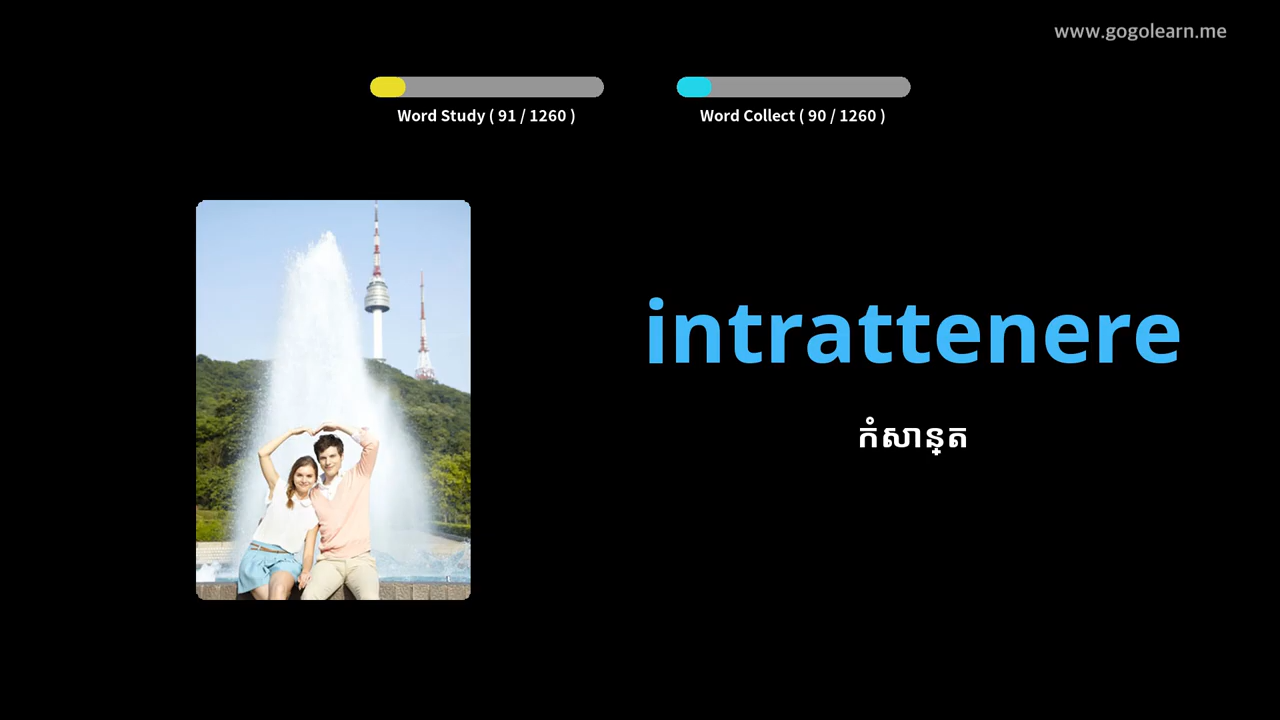 www.gogolearn.me
Word Study ( 91 / 1260 )
Word Collect ( 90 / 1260 )
intrattenere
កំសាន្ត